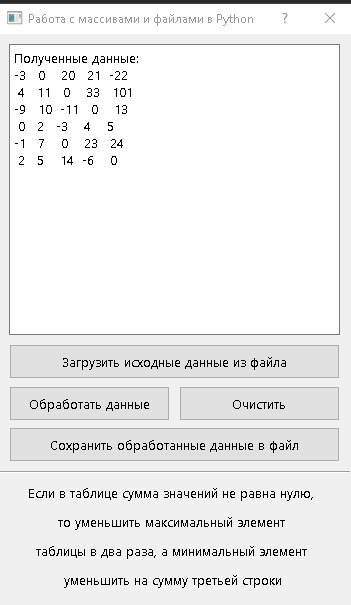 Работа с массивами и файлами в Python
Полученные данные:
-3 0 20 21 -22
4 11 0 33 101
-9 10 -11 0 13
0 2 -3 4 5
-1 7 0 23 24
2 5 14 -6 0
Загрузить исходные данные из файла
Обработать данные Очистить
Сохранить обработанные данные в файл
Если в таблице сумма значений не равна нулю,
то уменьшить максимальный элемент
таблицы в два раза, а минимальный элемент
уменьшить на сумму третьей строки